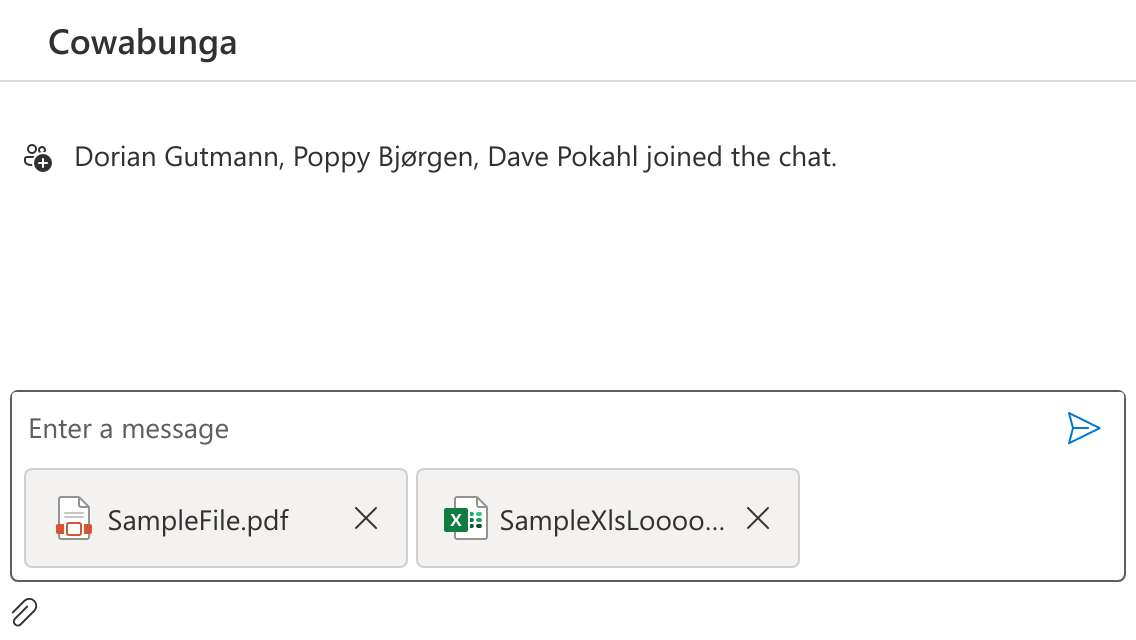 Cowabunga
Dorian Gutmann, Poppy Bjørgen, Dave Pokahl joined the chat.
Enter a message
SampleFile.pdf
X SampleXlsLoooo...